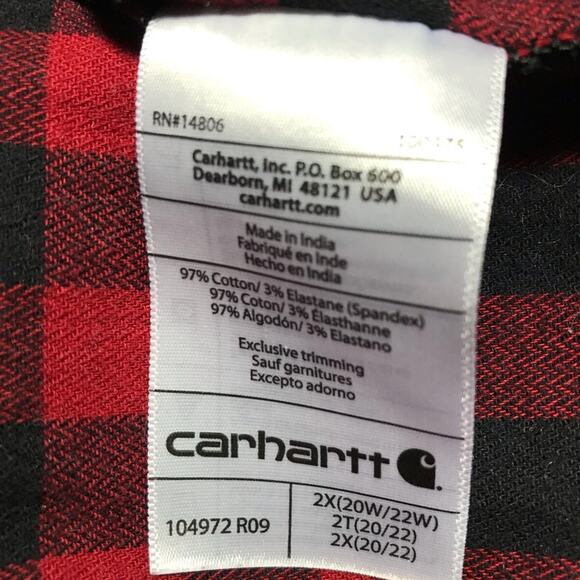 RN#14806
Carhartt, Inc. P.O. Box 600
Dearborn, MI 48121 USA
carhartt.com
Made in India
Fabriqué en Inde
Hecho en India
97% Cotton/ 3% Elastane (Spandex)
97% Coton/ 3% Élasthanne
97% Algodón/ 3% Elastano
Exclusive trimming
Sauf garnitures
Excepto adorno
carhartt
104972 R09
2X(20W/22W)
2T(20/22)
2X(20/22)